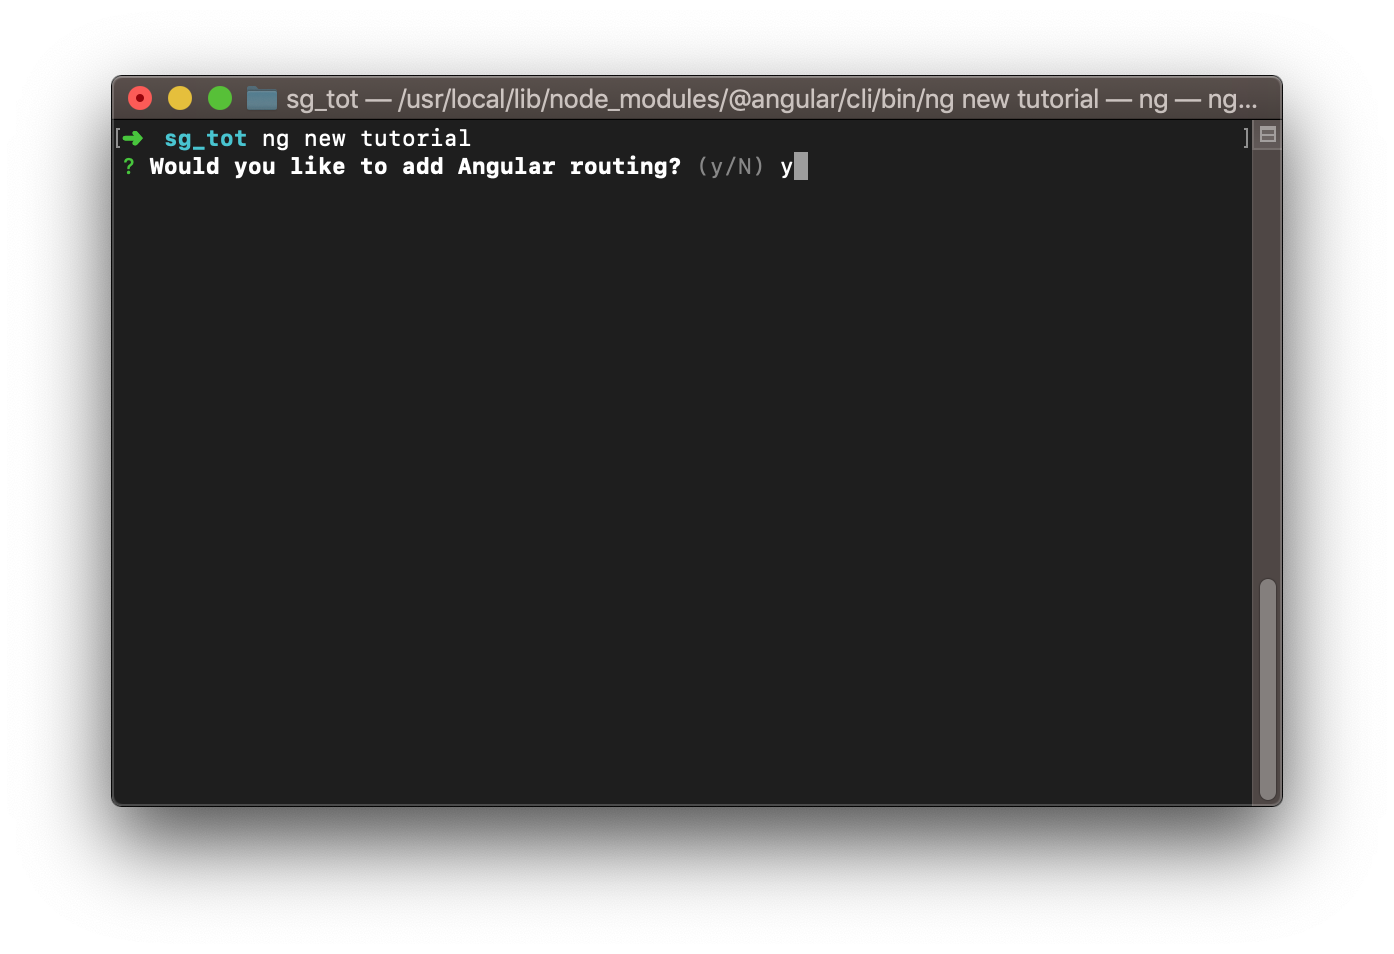 sg_tot — /usr/local/lib/node_modules/@angular/cli/bin/ng new tutorial — ng — ng...
[➜  sg_tot ng new tutorial ]
? Would you like to add Angular routing? (y/N) y